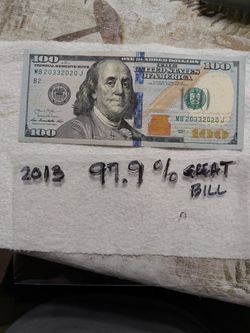 100
ONE HUNDRED DOLLARS
100
FEDERAL RESERVE NOTE
THE
UNITED STATES
OF AMERICA
MB 20332020 J
B2
MB 20332020 J
100
100
2013 97.9 % GREAT
BILL